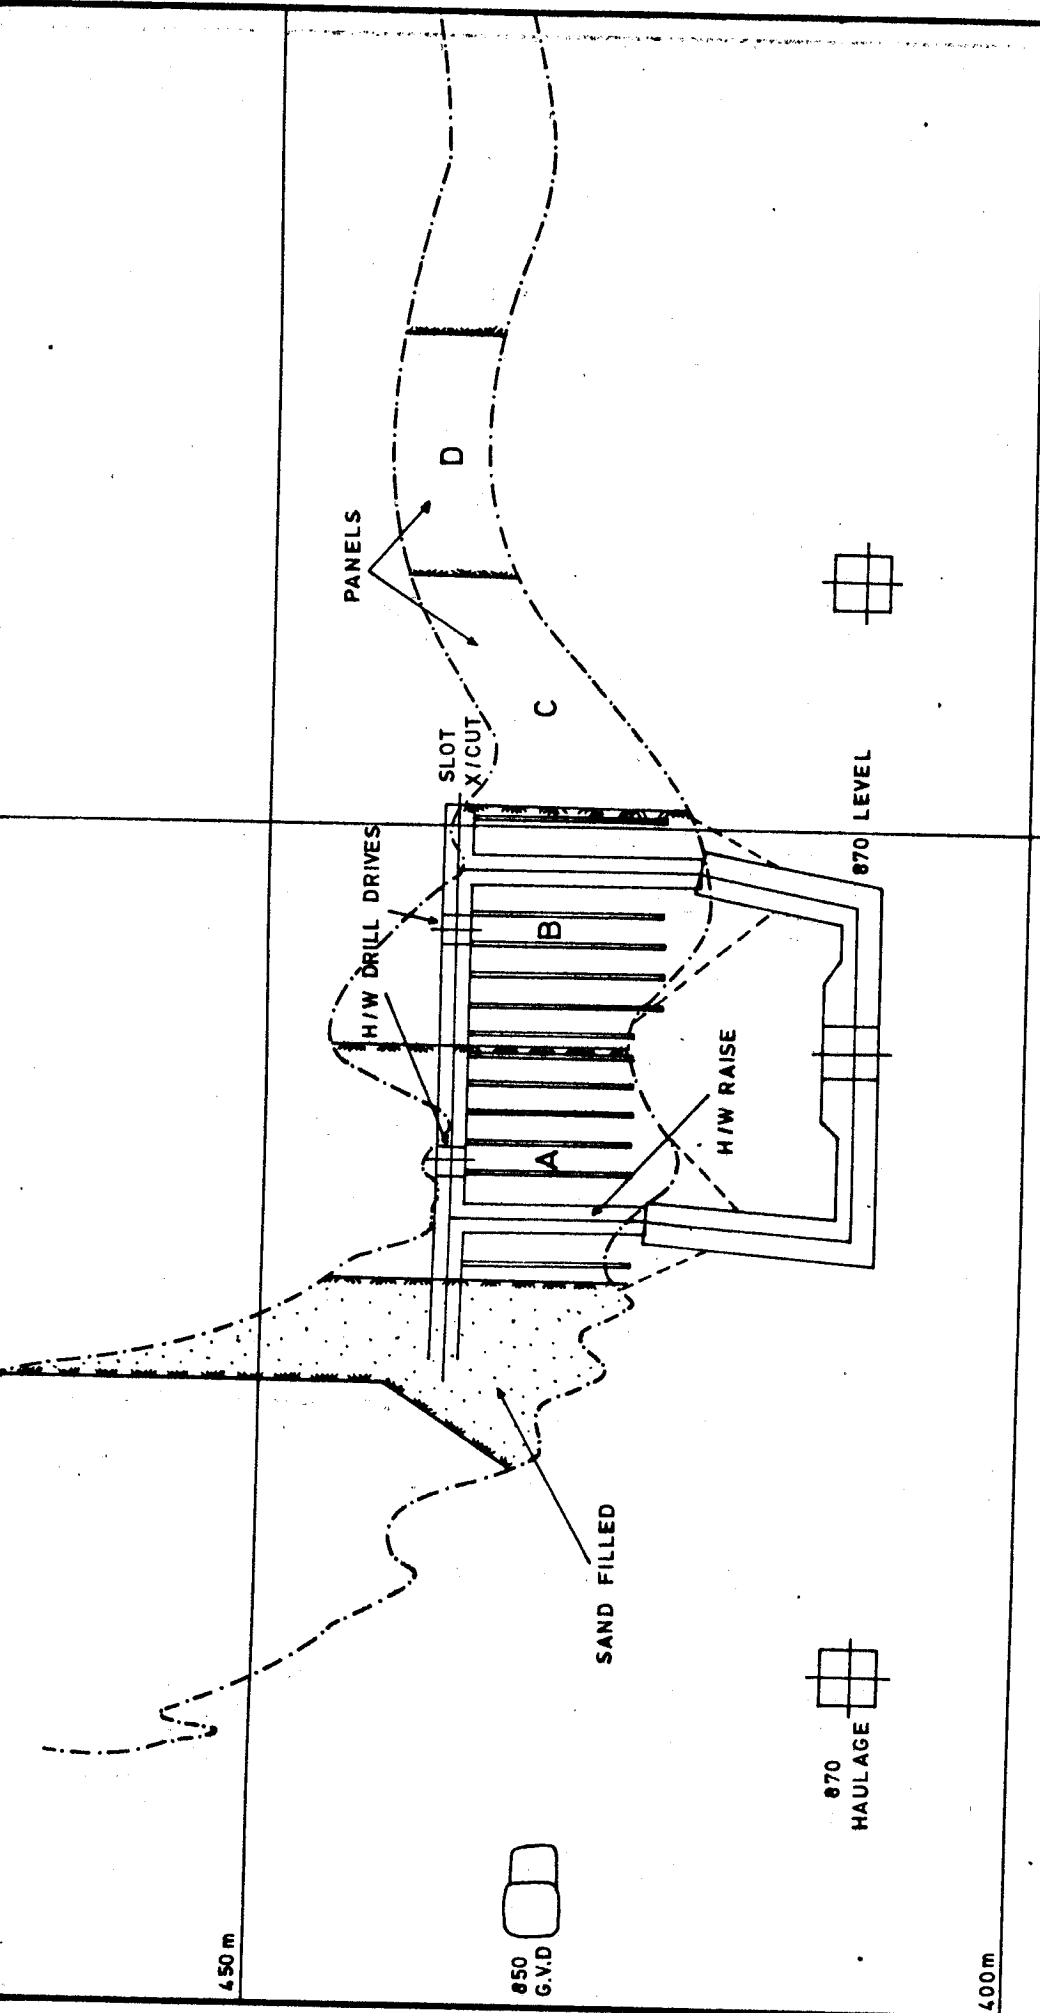 450 m
850
G.V.D
400m
870
HAULAGE
SAND FILLED
H/W RAISE
H/W DRILL DRIVES
A
B
SLOT
X/CUT
870 LEVEL
C
PANELS
D